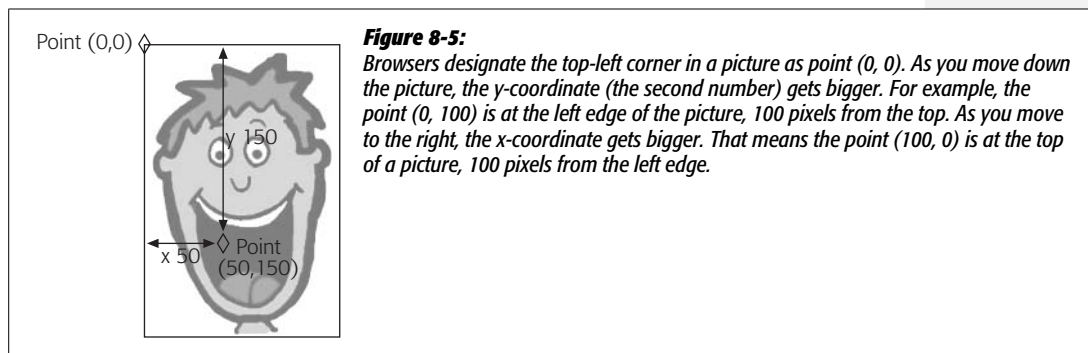 Point (0,0)
y 150
x 50
Point
(50,150)
Figure 8-5:
Browsers designate the top-left corner in a picture as point (0, 0). As you move down
the picture, the y-coordinate (the second number) gets bigger. For example, the
point (0, 100) is at the left edge of the picture, 100 pixels from the top. As you move
to the right, the x-coordinate gets bigger. That means the point (100, 0) is at the top
of a picture, 100 pixels from the left edge.